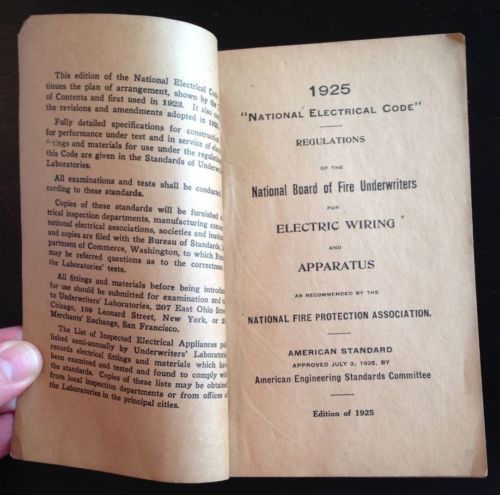 This edition of the National Electrical Code
tinues the plan of arrangement, shown by the
of Contents and first used in 1923. It also
the revisions and amendments adopted in 1925.
Fully detailed specifications for construction
for performance under test and in service of
tings and materials for use under the regulations
this Code are given in the Standards of Underwriters'
Laboratories.
All examinations and tests shall be conducted
cording to these standards.
Copies of these standards will be furnished
trical inspection departments, manufacturing
national electrical associations, societies and
and copies are filed with the Bureau of Standards,
partment of Commerce, Washington, to which
may be referred questions as to the correctness
the Laboratories' tests.
All fittings and materials before being
for use should be submitted for examination and
to Underwriters' Laboratories, 207 East Ohio
Chicago, 109 Leonard Street, New York, or
Merchants' Exchange, San Francisco.
The List of Inspected Electrical Appliances
lished semi-annually by Underwriters'
records electrical fittings and materials which
been examined and tested and found to comply
the standards. Copies of these lists may be obtained
from local inspection departments or from offices of
the Laboratories in the principal cities.
1925
"NATIONAL ELECTRICAL CODE"
REGULATIONS
OF THE
National Board of Fire Underwriters
FOR
ELECTRIC WIRING
AND
APPARATUS
AS RECOMMENDED BY THE
NATIONAL FIRE PROTECTION ASSOCIATION.
AMERICAN STANDARD
APPROVED JULY 3, 1925, BY
American Engineering Standards Committee
Edition of 1925